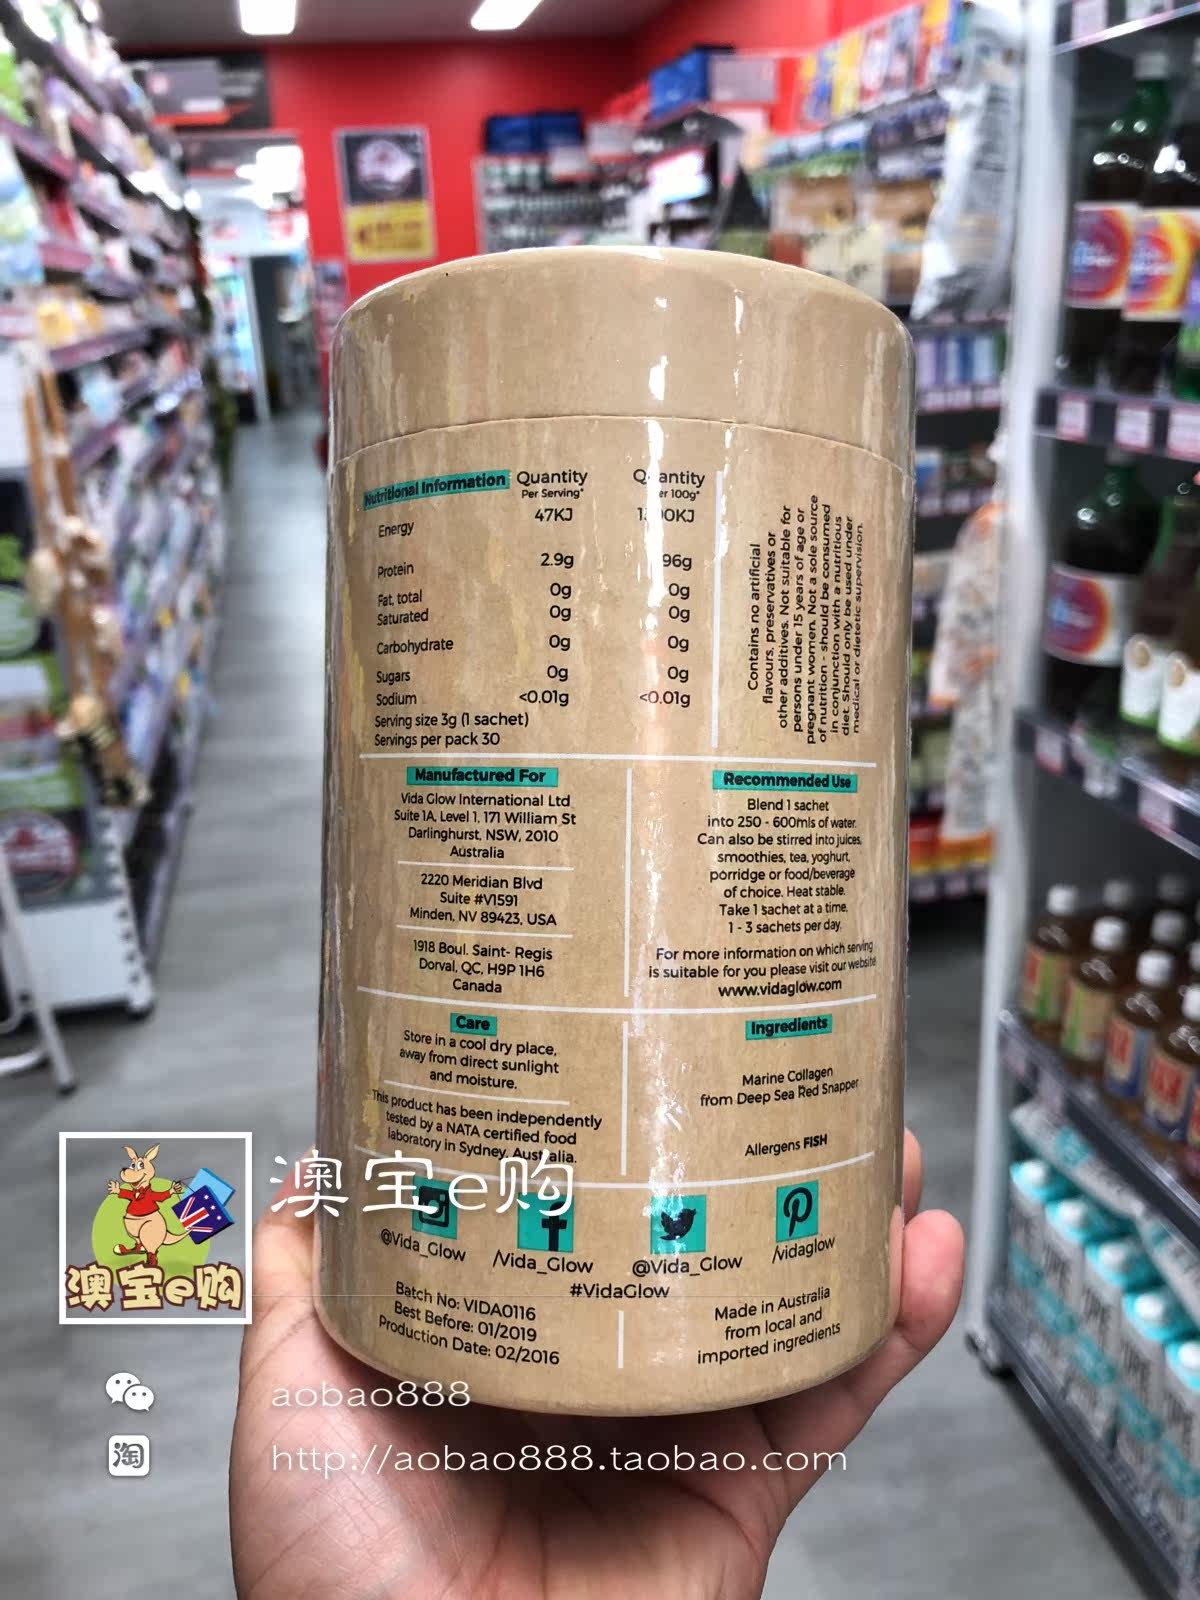 Nutritional Information Quantity Quantity
Per Serving* Per 100g*
Energy 47KJ
Protein 2.9g 96g
Fat, total 0g 0g
Saturated 0g 0g
Carbohydrate 0g 0g
Sugars 0g 0g
Sodium <0.01g <0.01g
Serving size 3g (1 sachet)
Servings per pack 30
Contains no artificial
flavours, preservatives or
other additives. Not suitable for
persons under 15 years of age or
pregnant women. Not a sole source
of nutrition - should be consumed
in conjunction with a nutritious
diet. Should only be used under
medical or dietetic supervision.
Manufactured For
Vida Glow International Ltd
Suite 1A, Level 1, 171 William St
Darlinghurst, NSW, 2010
Australia
2220 Meridian Blvd
Suite #V1591
Minden, NV 89423, USA
1918 Boul. Saint- Regis
Dorval, QC, H9P 1H6
Canada
Recommended Use
Blend 1 sachet
into 250 - 600mls of water.
Can also be stirred into juices,
smoothies, tea, yoghurt,
porridge or food/beverage
of choice. Heat stable.
Take 1 sachet at a time,
1 - 3 sachets per day.
For more information on which serving
is suitable for you please visit our website
www.vidaglow.com
Care
Store in a cool dry place,
away from direct sunlight
and moisture.
This product has been independently
tested by a NATA certified food
laboratory in Sydney, Australia.
Ingredients
Marine Collagen
from Deep Sea Red Snapper
Allergens FISH
@Vida_Glow /Vida_Glow @Vida_Glow /vidaglow
#VidaGlow
Batch No: VIDA0116
Best Before: 01/2019
Production Date: 02/2016
Made in Australia
from local and
imported ingredients
澳宝e购
澳宝e购
aobao888
淘 http://aobao888.taobao.com